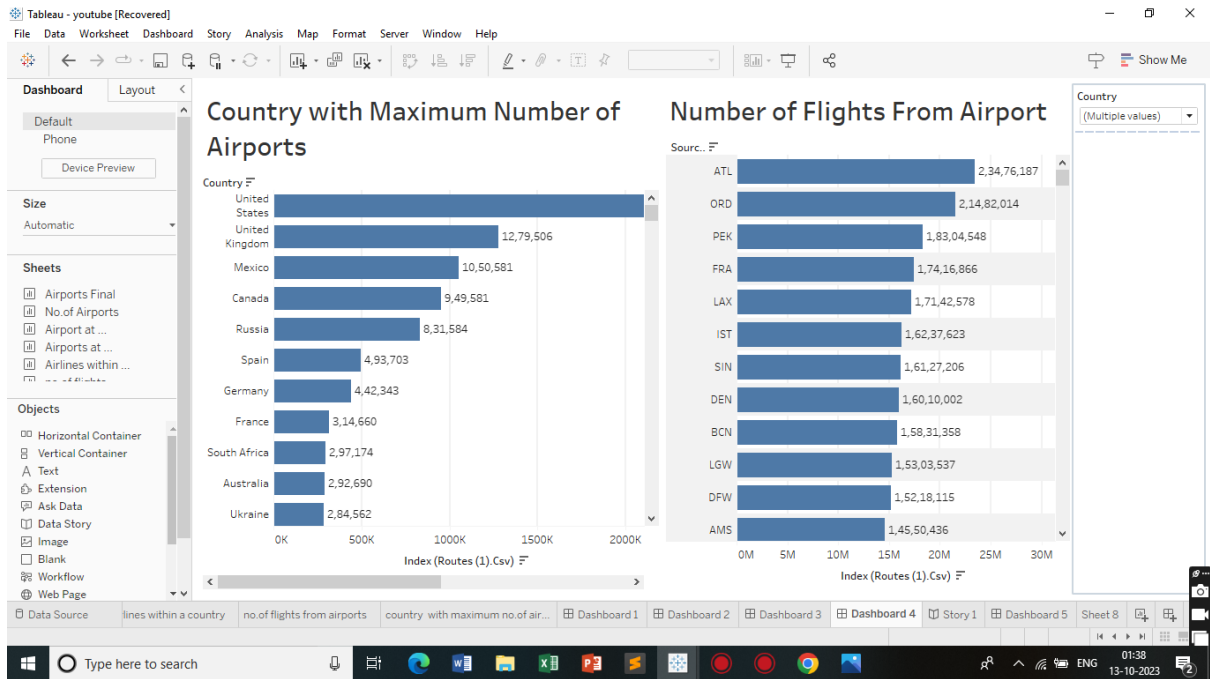 Tableau - youtube [Recovered]
File Data Worksheet Dashboard Story Analysis Map Format Server Window Help
Show Me
Dashboard Layout
Default
Phone
Device Preview
Size
Automatic
Sheets
Airports Final
No.of Airports
Airport at ...
Airports at ...
Airlines within ...
no.of flights
Objects
Horizontal Container
Vertical Container
Text
Extension
Ask Data
Data Story
Image
Blank
Workflow
Web Page
Country with Maximum Number of
Airports
Country
United
States
United
Kingdom
12,79,506
Mexico 10,50,581
Canada 9,49,581
Russia 8,31,584
Spain 4,93,703
Germany 4,42,343
France 3,14,660
South Africa 2,97,174
Australia 2,92,690
Ukraine 2,84,562
0K 500K 1000K 1500K 2000K
Index (Routes (1).Csv)
Number of Flights From Airport
Sourc..
ATL 2,34,76,187
ORD 2,14,82,014
PEK 1,83,04,548
FRA 1,74,16,866
LAX 1,71,42,578
IST 1,62,37,623
SIN 1,61,27,206
DEN 1,60,10,002
BCN 1,58,31,358
LGW 1,53,03,537
DFW 1,52,18,115
AMS 1,45,50,436
0M 5M 10M 15M 20M 25M 30M
Index (Routes (1).Csv)
Country
(Multiple values)
Data Source lines within a country no.of flights from airports country with maximum no.of air... Dashboard 1 Dashboard 2 Dashboard 3 Dashboard 4 Story 1 Dashboard 5 Sheet 8
Type here to search
ENG
01:38
13-10-2023
2